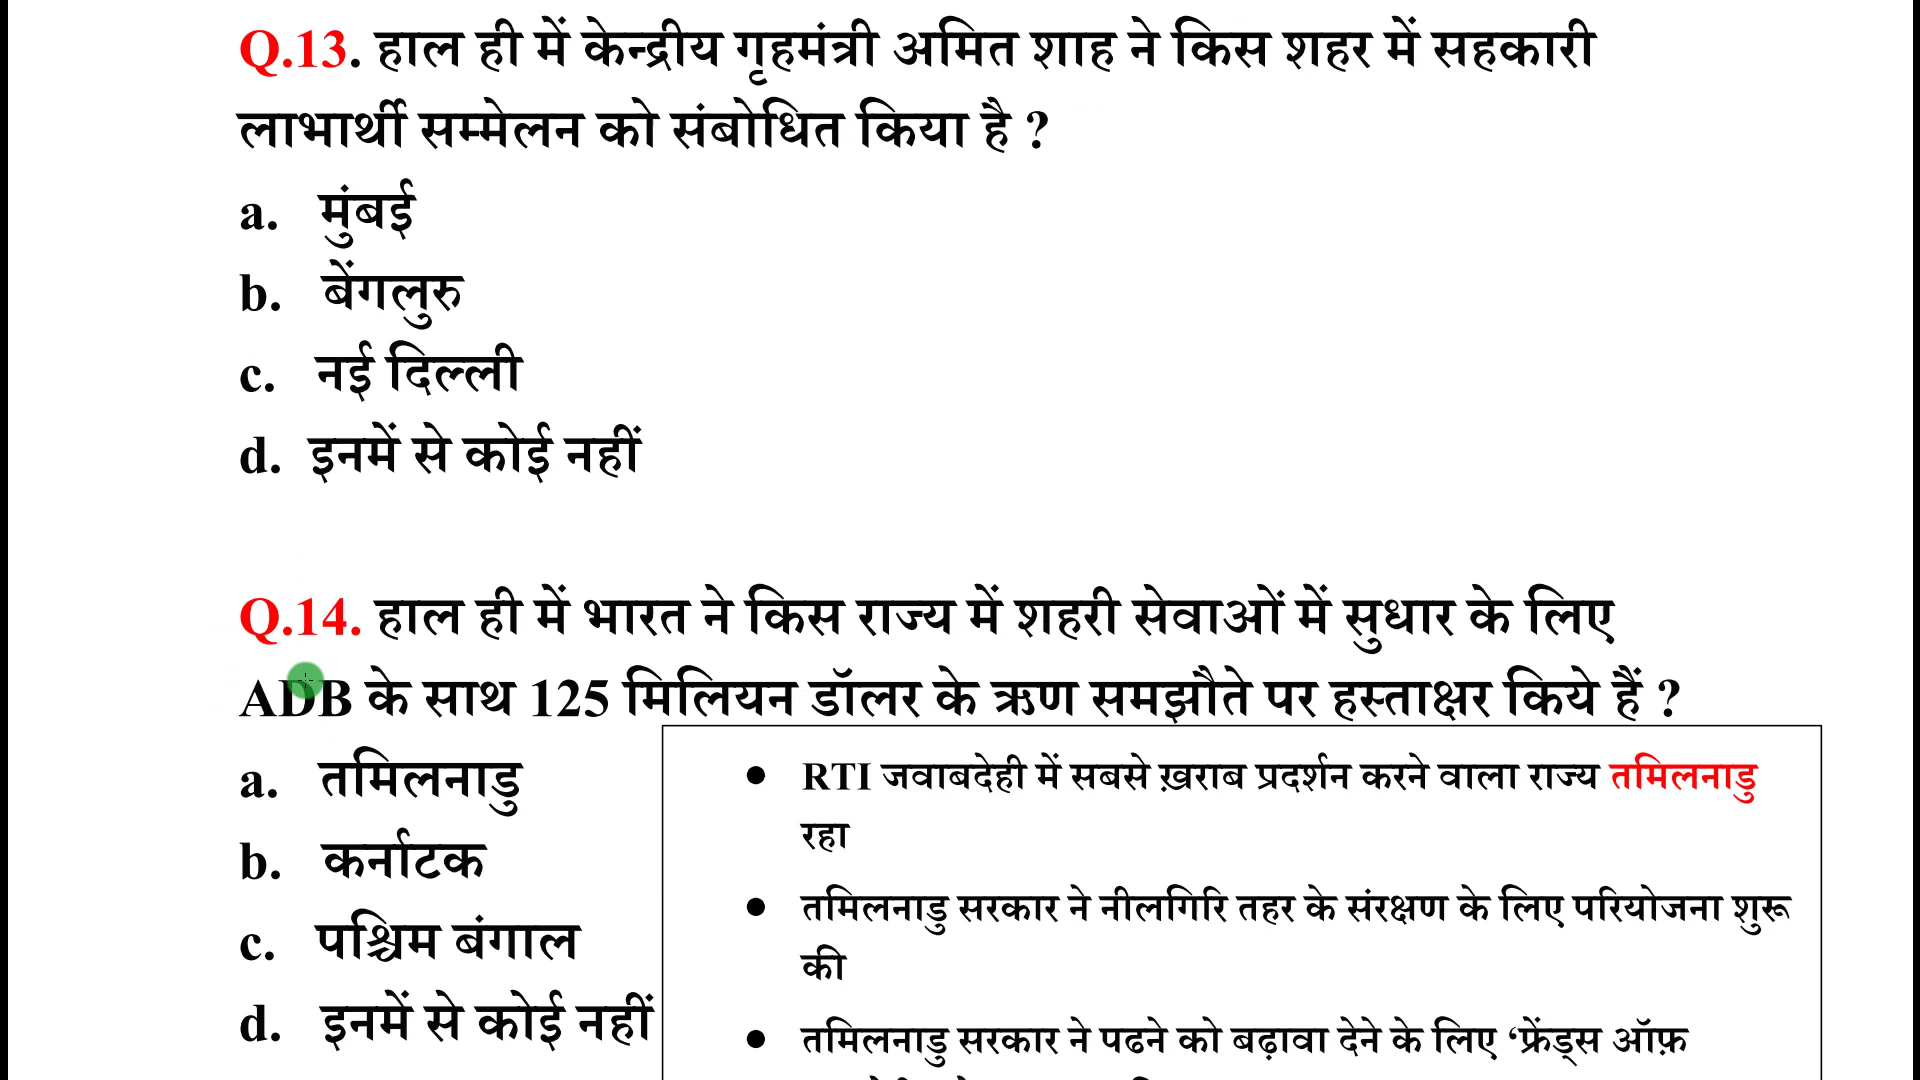 Q.13. हाल ही में केन्द्रीय गृहमंत्री अमित शाह ने किस शहर में सहकारी
लाभार्थी सम्मेलन को संबोधित किया है ?
a. मुंबई
b. बेंगलुरु
c. नई दिल्ली
d. इनमें से कोई नहीं
Q.14. हाल ही में भारत ने किस राज्य में शहरी सेवाओं में सुधार के लिए
ADB के साथ 125 मिलियन डॉलर के ऋण समझौते पर हस्ताक्षर किये हैं ?
a. तमिलनाडु
b. कर्नाटक
c. पश्चिम बंगाल
d. इनमें से कोई नहीं
• RTI जवाबदेही में सबसे ख़राब प्रदर्शन करने वाला राज्य तमिलनाडु
रहा
• तमिलनाडु सरकार ने नीलगिरि तहर के संरक्षण के लिए परियोजना शुरू
की
• तमिलनाडु सरकार ने पढने को बढ़ावा देने के लिए ‘फ्रेंड्स ऑफ़